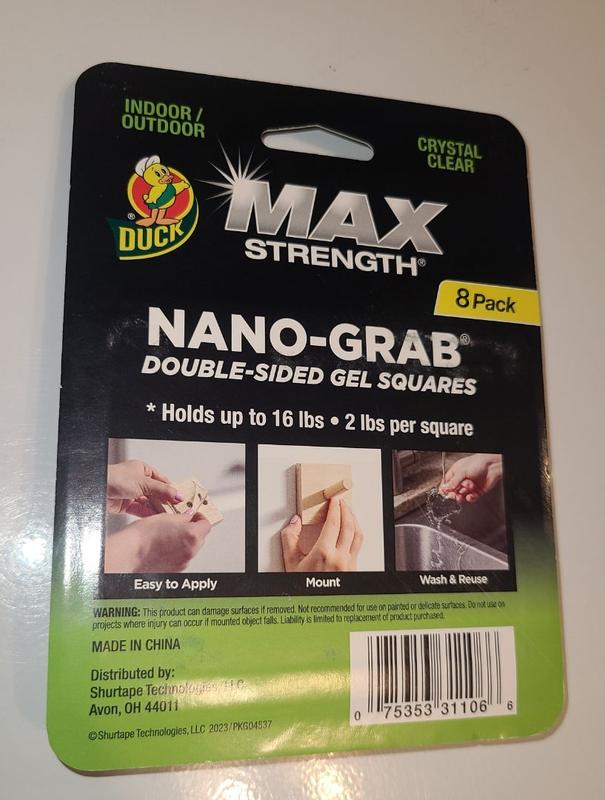 INDOOR /
OUTDOOR
CRYSTAL
CLEAR
® DUCK
MAX
STRENGTH®
8 Pack
NANO-GRAB®
DOUBLE-SIDED GEL SQUARES
* Holds up to 16 lbs • 2 lbs per square
Easy to Apply
Mount
Wash & Reuse
WARNING: This product can damage surfaces if removed. Not recommended for use on painted or delicate surfaces. Do not use on
projects where injury can occur if mounted object falls. Liability is limited to replacement of product purchased.
MADE IN CHINA
Distributed by:
Shurtape Technologies, LLC
Avon, OH 44011
©Shurtape Technologies, LLC 2023/PKG04537
0 75353 31106 6